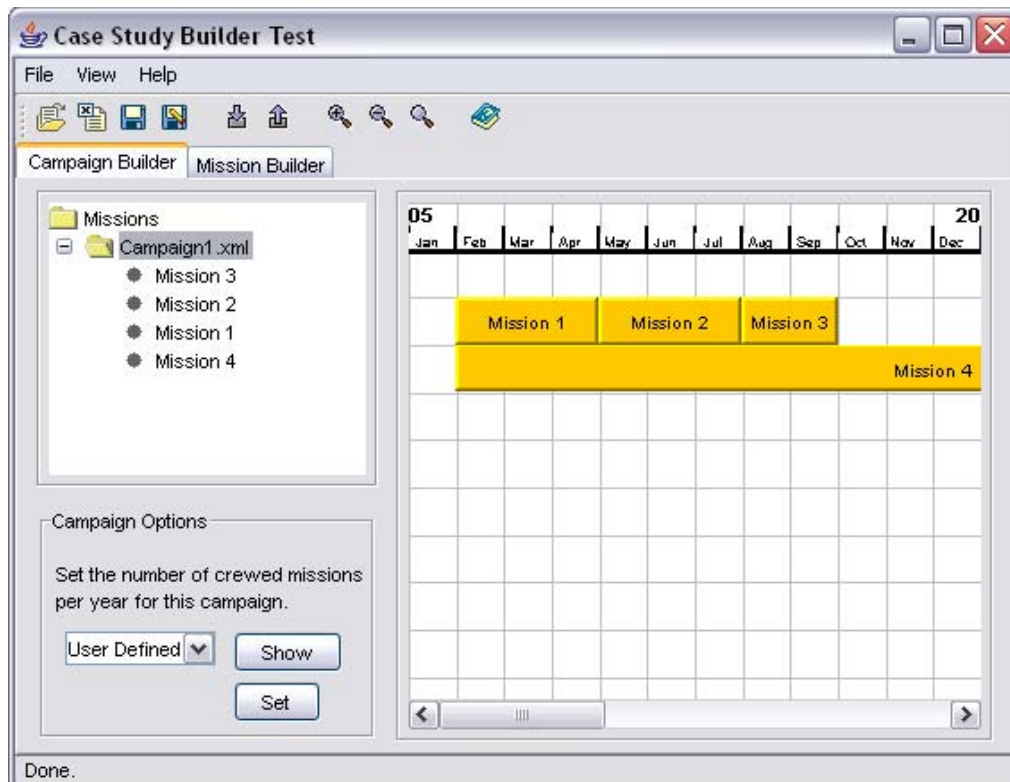 Case Study Builder Test
File View Help
Campaign Builder Mission Builder
Missions
Campaign1.xml
Mission 3
Mission 2
Mission 1
Mission 4
Campaign Options
Set the number of crewed missions
per year for this campaign.
User Defined Show
Set
05 20
Jan Feb Mar Apr May Jun Jul Aug Sep Oct Nov Dec
Mission 1 Mission 2 Mission 3
Mission 4
Done.